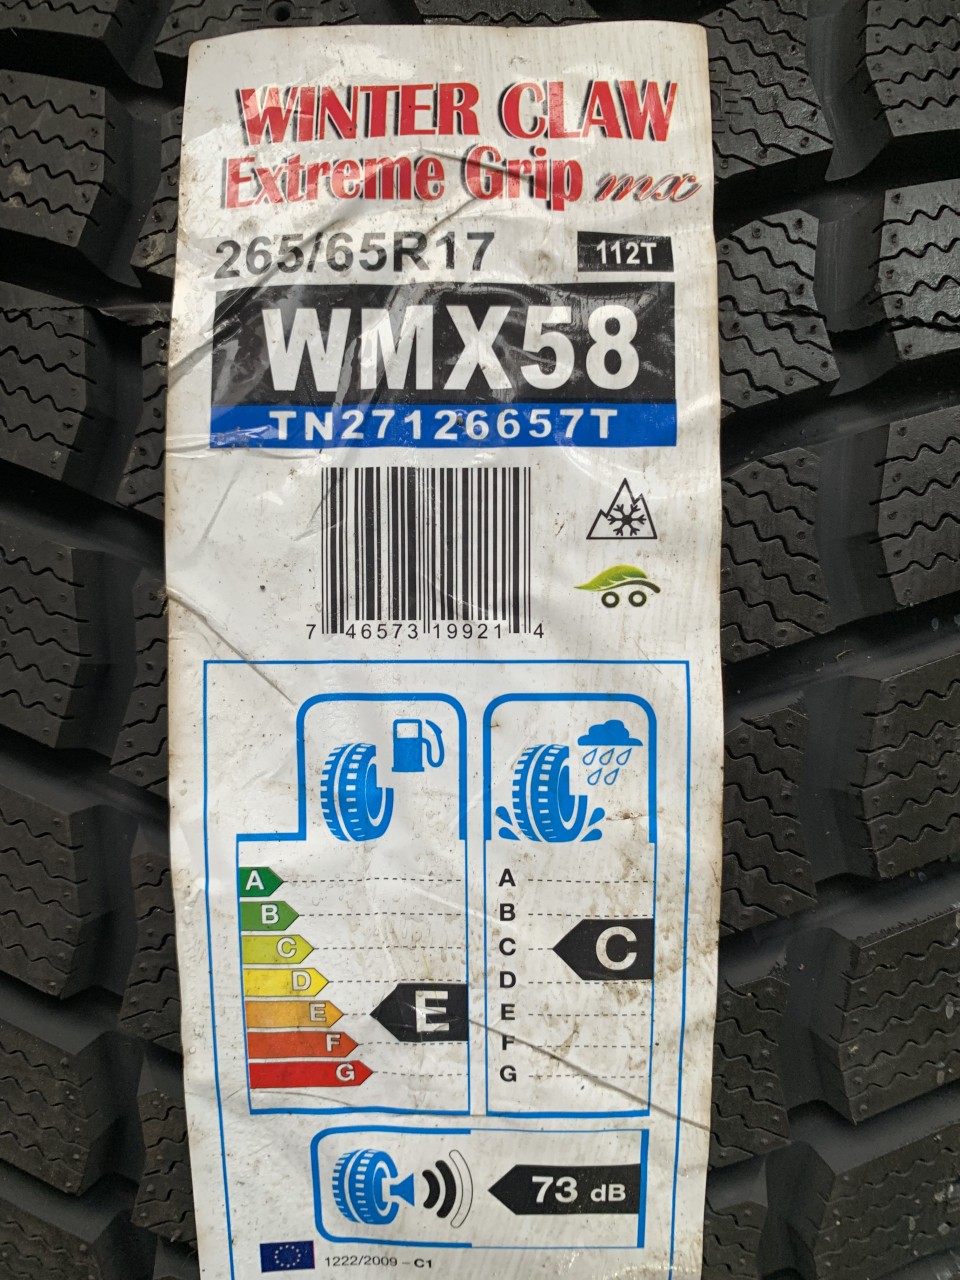 WINTER CLAW
Extreme Grip mx
265/65R17 112T
WMX58
TN27126657T
7 46573 19921 4
A
B
C
D
E
F
G
E
A
B
C
D
E
F
G
C
73 dB
1222/2009 - C1